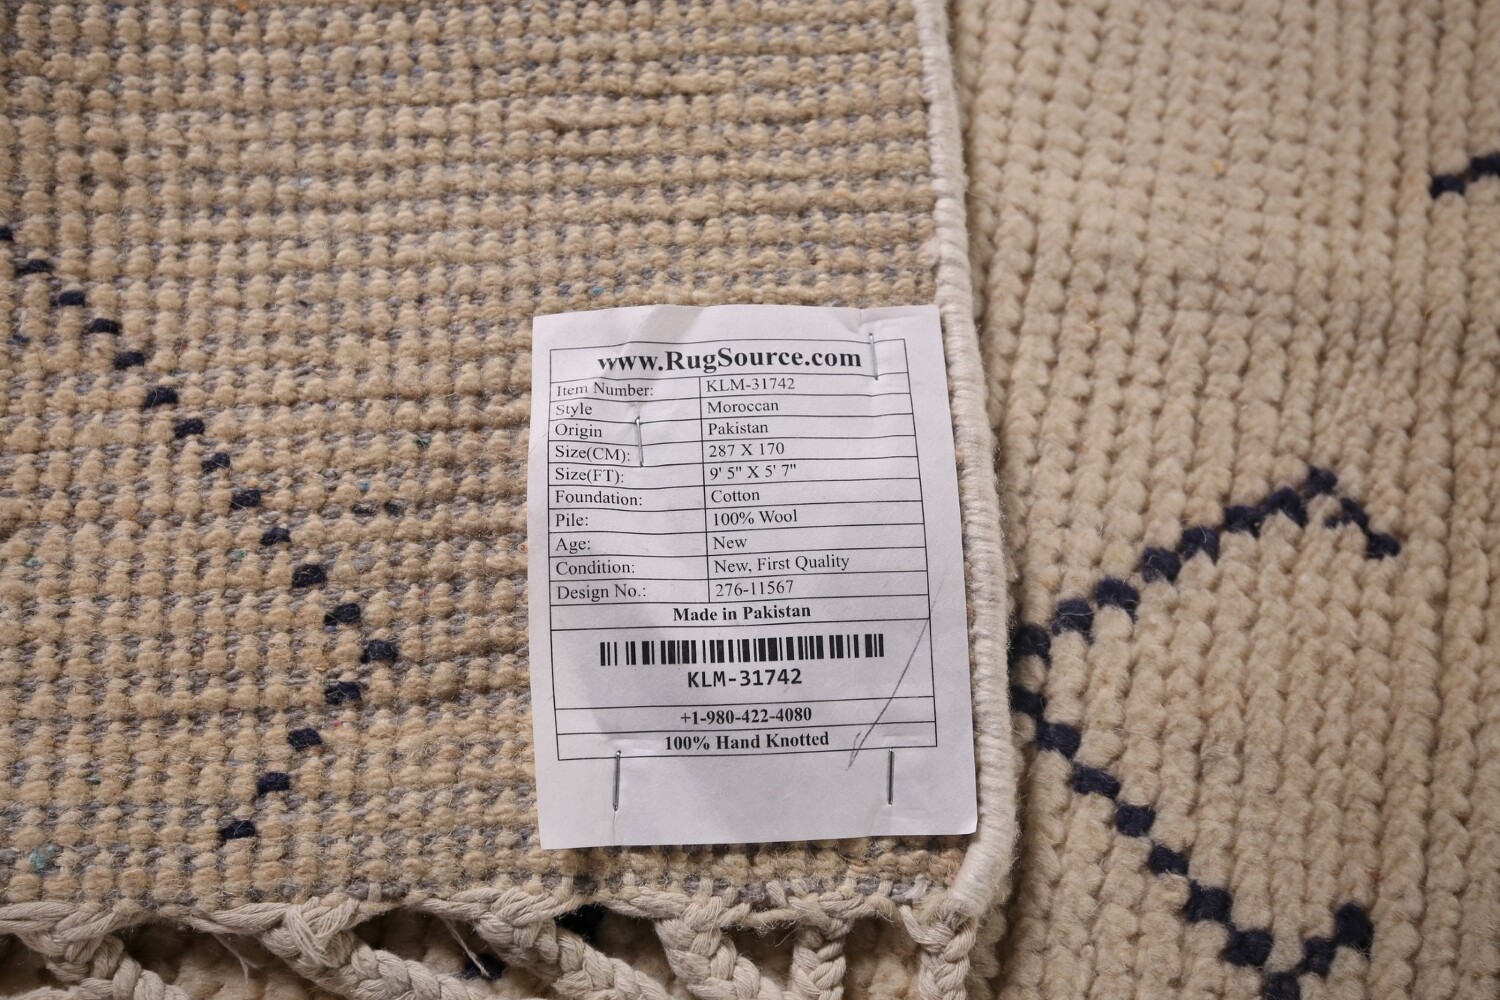 www.RugSource.com
Item Number: KLM-31742
Style Moroccan
Origin Pakistan
Size(CM): 287 X 170
Size(FT): 9' 5" X 5' 7"
Foundation: Cotton
Pile: 100% Wool
Age: New
Condition: New, First Quality
Design No.: 276-11567
Made in Pakistan
KLM-31742
+1-980-422-4080
100% Hand Knotted